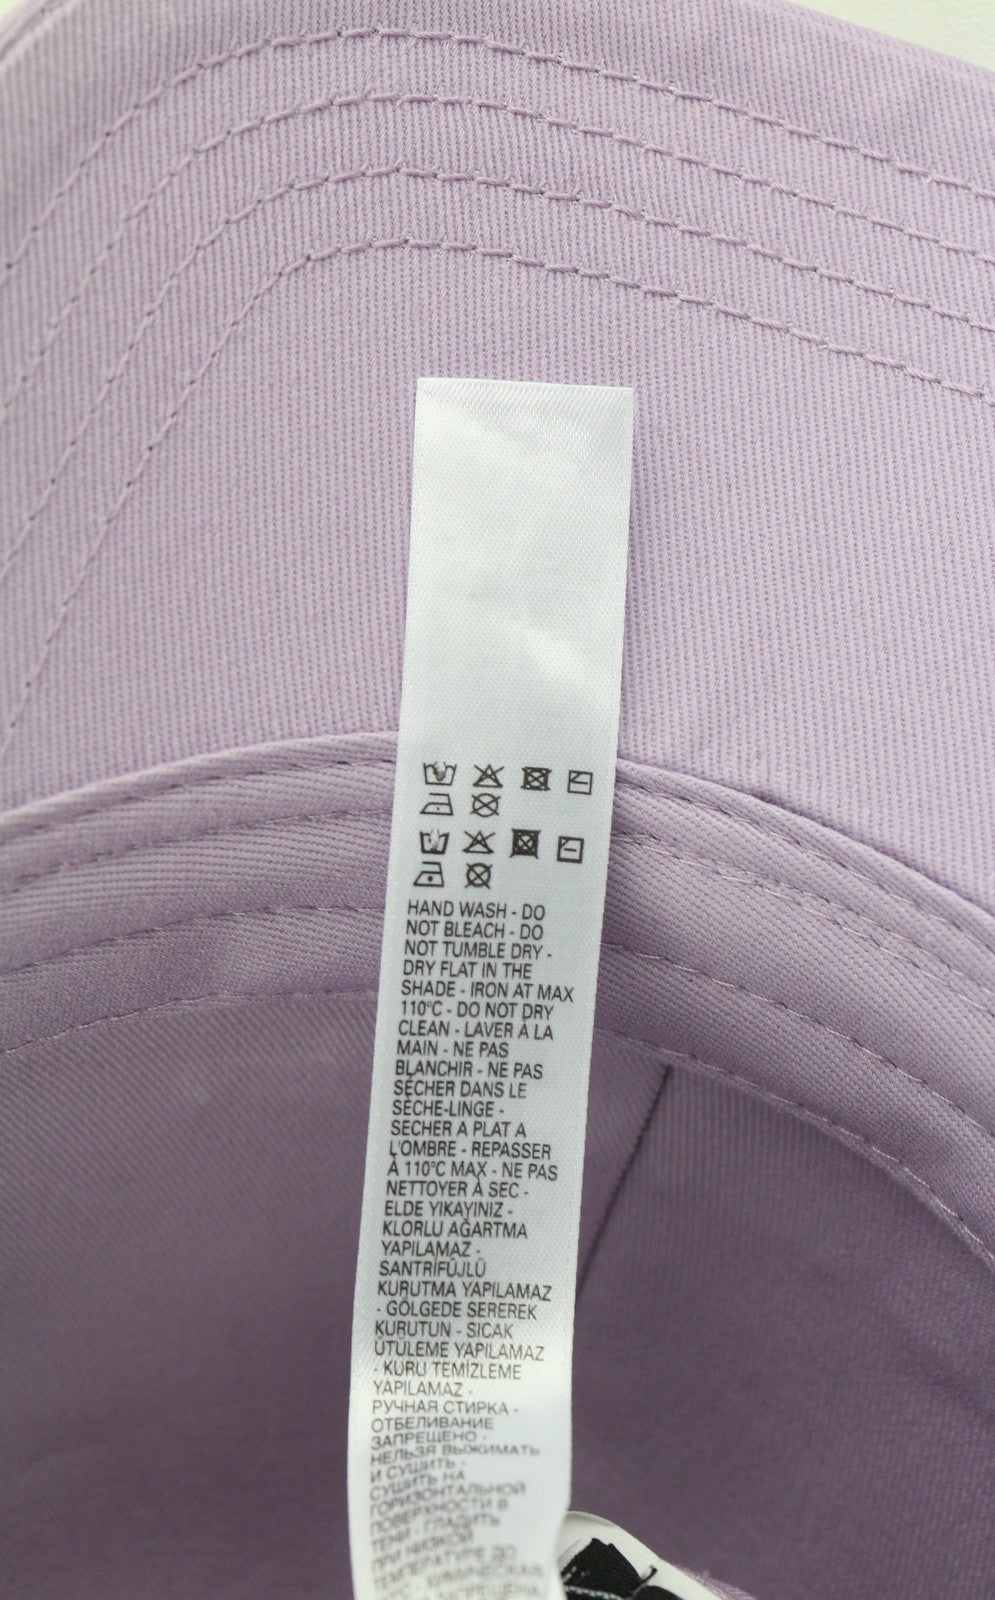 HAND WASH - DO
NOT BLEACH - DO
NOT TUMBLE DRY -
DRY FLAT IN THE
SHADE - IRON AT MAX
110°C - DO NOT DRY
CLEAN - LAVER À LA
MAIN - NE PAS
BLANCHIR - NE PAS
SÉCHER DANS LE
SÈCHE-LINGE -
SECHER A PLAT A
L'OMBRE - REPASSER
À 110°C MAX - NE PAS
NETTOYER À SEC -
ELDE YIKAYINIZ -
KLORLU AĞARTMA
YAPILAMAZ -
SANTRİFÜJLÜ
KURUTMA YAPILAMAZ
- GÖLGEDE SEREREK
KURUTUN - SICAK
ÜTÜLEME YAPILAMAZ
- KURU TEMİZLEME
YAPILAMAZ -
РУЧНАЯ СТИРКА -
ОТБЕЛИВАНИЕ
ЗАПРЕЩЕНО -
НЕЛЬЗЯ ВЫЖИМАТЬ
И СУШИТЬ -
СУШИТЬ НА
ГОРИЗОНТАЛЬНОЙ
ПОВЕРХНОСТИ В
ТЕНИ - ГЛАДИТЬ
ПРИ НИЗКОЙ
ТЕМПЕРАТУРЕ ДО